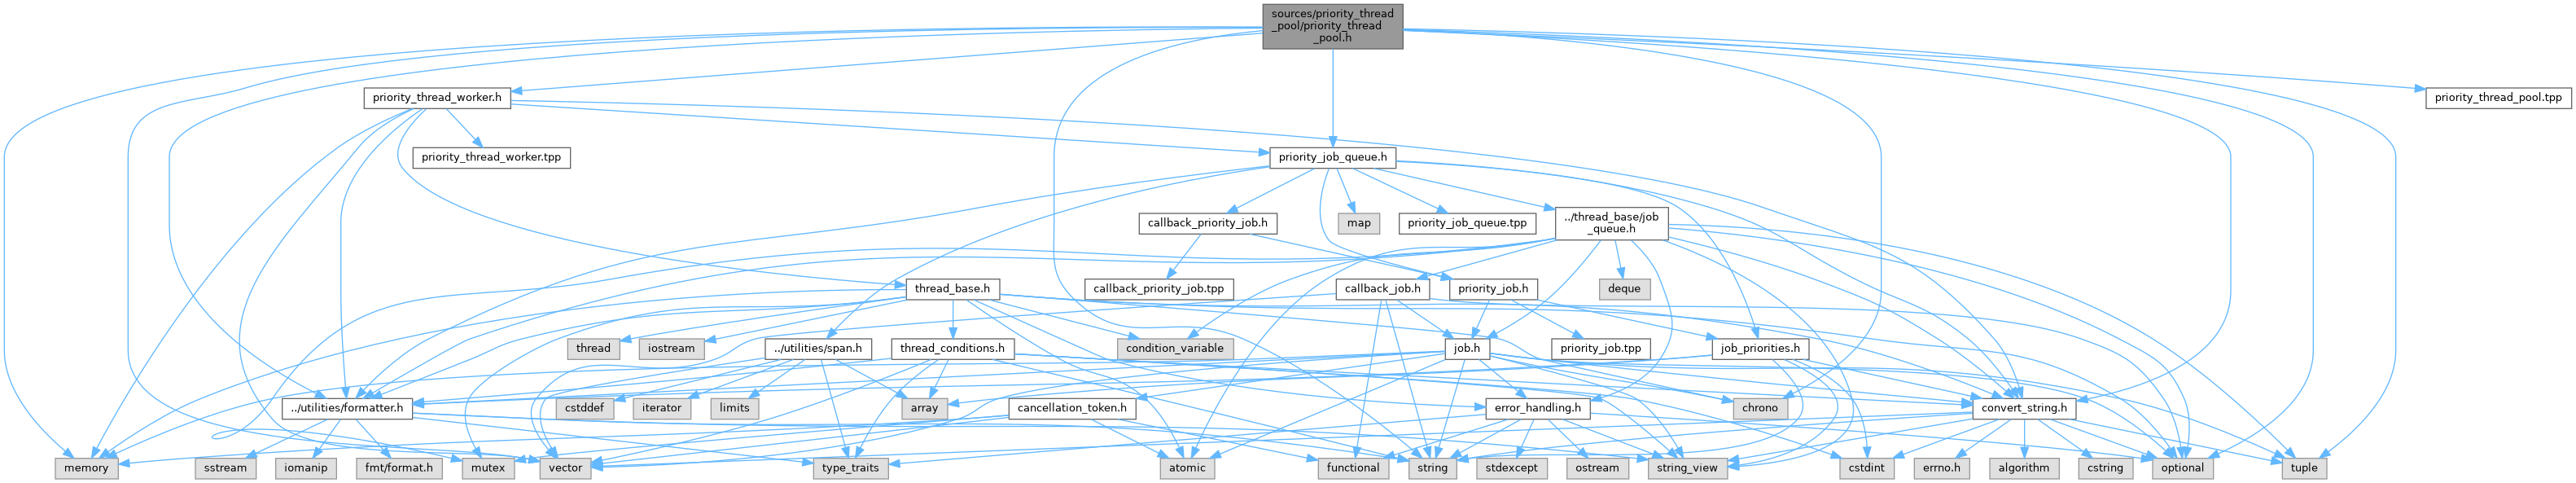 sources/priority_thread
_pool/priority_thread
_pool.h
priority_thread_worker.h
priority_thread_pool.tpp
priority_thread_worker.tpp
priority_job_queue.h
callback_priority_job.h
map
priority_job_queue.tpp
../thread_base/job
_queue.h
thread_base.h
callback_priority_job.tpp
callback_job.h
priority_job.h
deque
thread
iostream
../utilities/span.h
thread_conditions.h
condition_variable
job.h
priority_job.tpp
job_priorities.h
../utilities/formatter.h
cstddef
iterator
limits
array
cancellation_token.h
error_handling.h
chrono
convert_string.h
memory
sstream
iomanip
fmt/format.h
mutex
vector
type_traits
atomic
functional
string
stdexcept
ostream
string_view
cstdint
errno.h
algorithm
cstring
optional
tuple